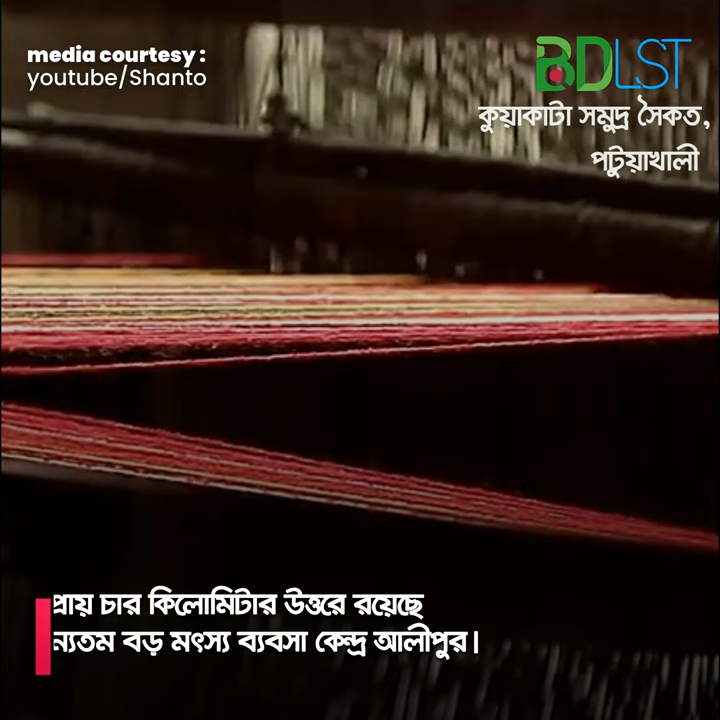 media courtesy :
youtube/Shanto
BDLST
কুয়াকাটা সমুদ্র সৈকত,
পটুয়াখালী
প্রায় চার কিলোমিটার উত্তরে রয়েছে
ন্যতম বড় মৎস্য ব্যবসা কেন্দ্র আলীপুর।